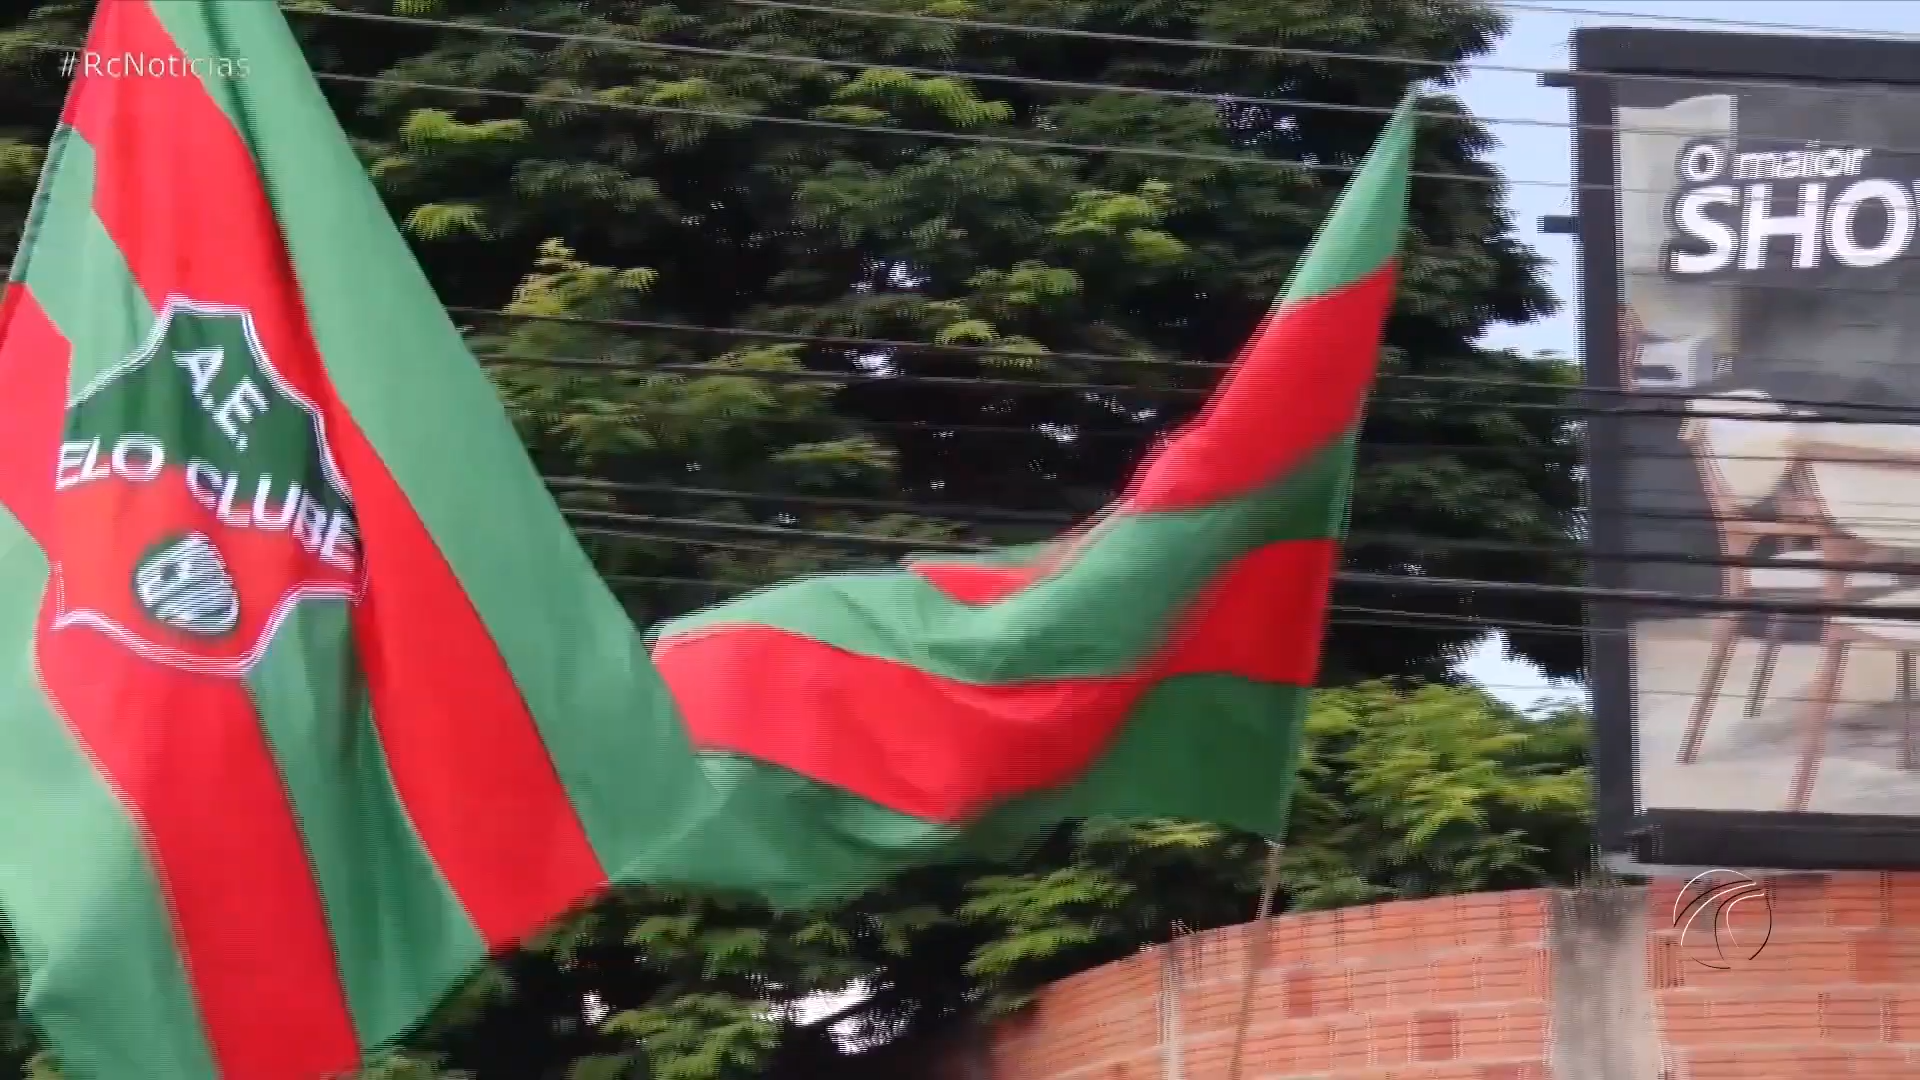 #RcNotícias
A.E.
ELO CLUBE
O maior
SHO